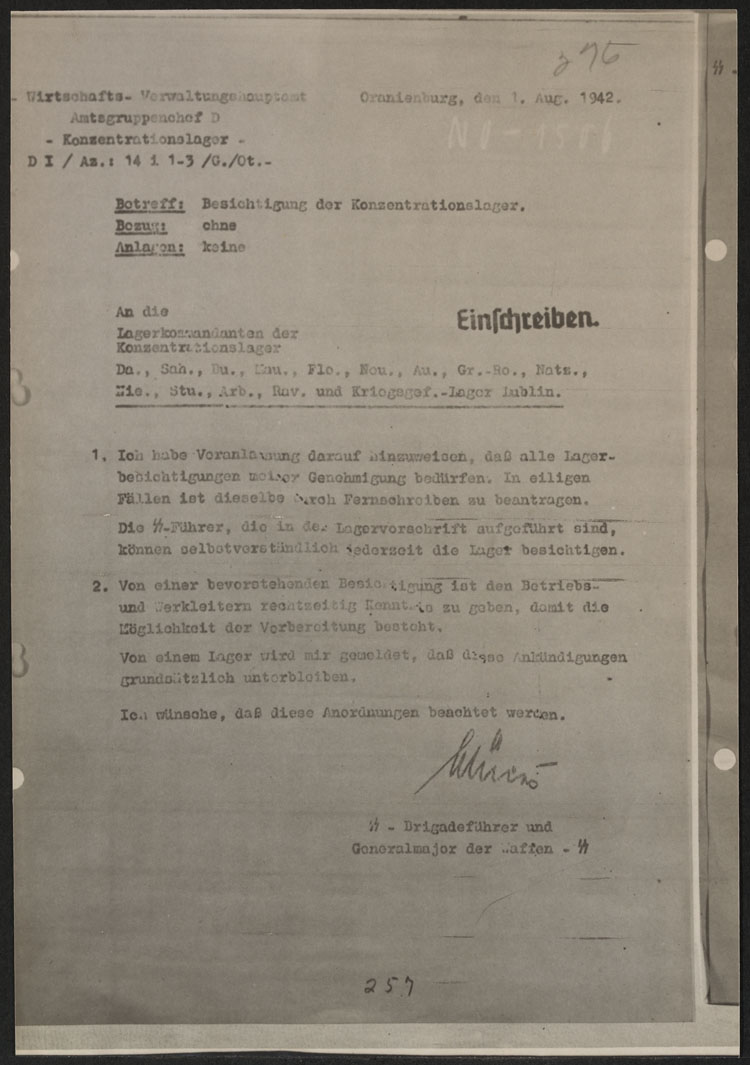 276
- Wirtschafts- Verwaltungshauptamt
Oranienburg, den 1. Aug. 1942.
Amtsgruppenchef D
- Konzentrationslager -
NO-1501
D I / Az.: 14 i 1-3 /G./Ot.-
Betreff: Besichtigung der Konzentrationslager.
Bezug: ohne
Anlagen: keine
An die
Einschreiben.
Lagerkommandanten der
Konzentrationslager
Da., Sah., Bu., Mau., Flo., Neu., Au., Gr.-Ro., Natz.,
Nie., Stu., Arb., Rav. und Kriegsgef.-Lager Lublin.
1. Ich habe Veranlassung darauf hinzuweisen, daß alle Lager-
besichtigungen meiner Genehmigung bedürfen. In eiligen
Fällen ist dieselbe durch Fernschreiben zu beantragen.
Die SS-Führer, die in der Lagervorschrift aufgeführt sind,
können selbstverständlich jederzeit die Lager besichtigen.
2. Von einer bevorstehenden Besichtigung ist den Betriebs-
und Werkleitern rechtzeitig Kenntnis zu geben, damit die
Möglichkeit der Vorbereitung besteht.
Von einem Lager wird mir gemeldet, daß diese Ankündigungen
grundsätzlich unterbleiben.
Ich wünsche, daß diese Anordnungen beachtet werden.
SS - Brigadeführer und
Generalmajor der Waffen - SS
257